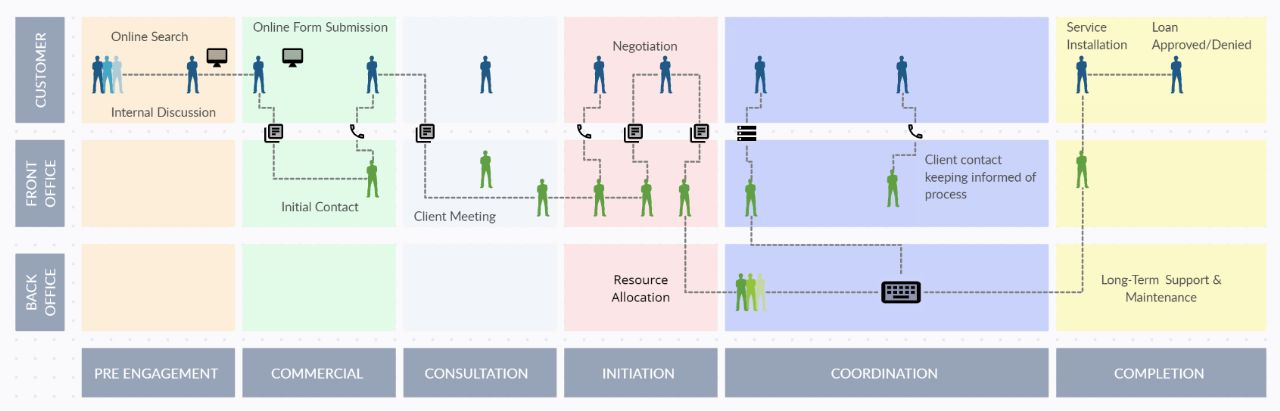 CUSTOMER
Online Search
Internal Discussion
Online Form Submission
Negotiation
Service
Installation
Loan
Approved/Denied
FRONT
OFFICE
Initial Contact
Client Meeting
Client contact
keeping informed of
process
BACK
OFFICE
Resource
Allocation
Long-Term Support &
Maintenance
PRE ENGAGEMENT
COMMERCIAL
CONSULTATION
INITIATION
COORDINATION
COMPLETION